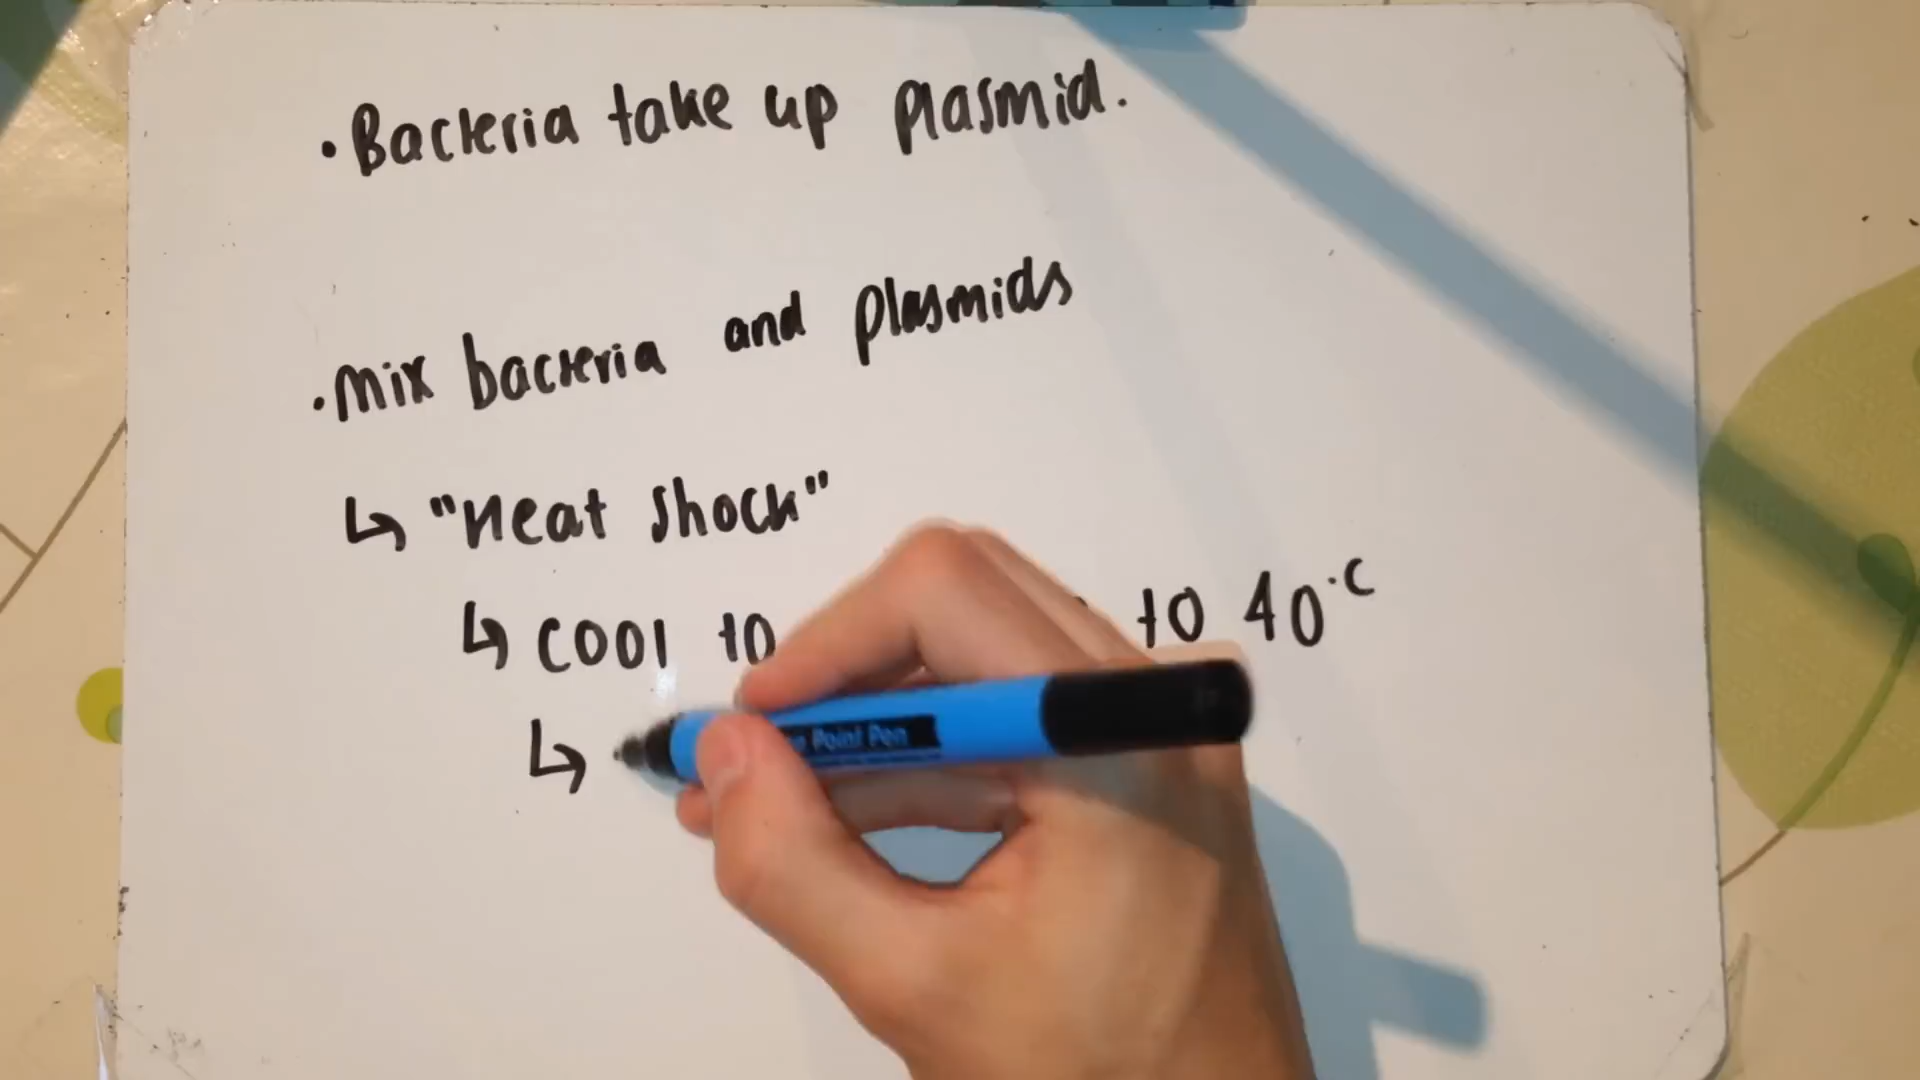 • Bacteria take up plasmid.
• Mix bacteria and plasmids
↳ "Heat shock"
↳ cool to to 40°C
↳
Point Pen